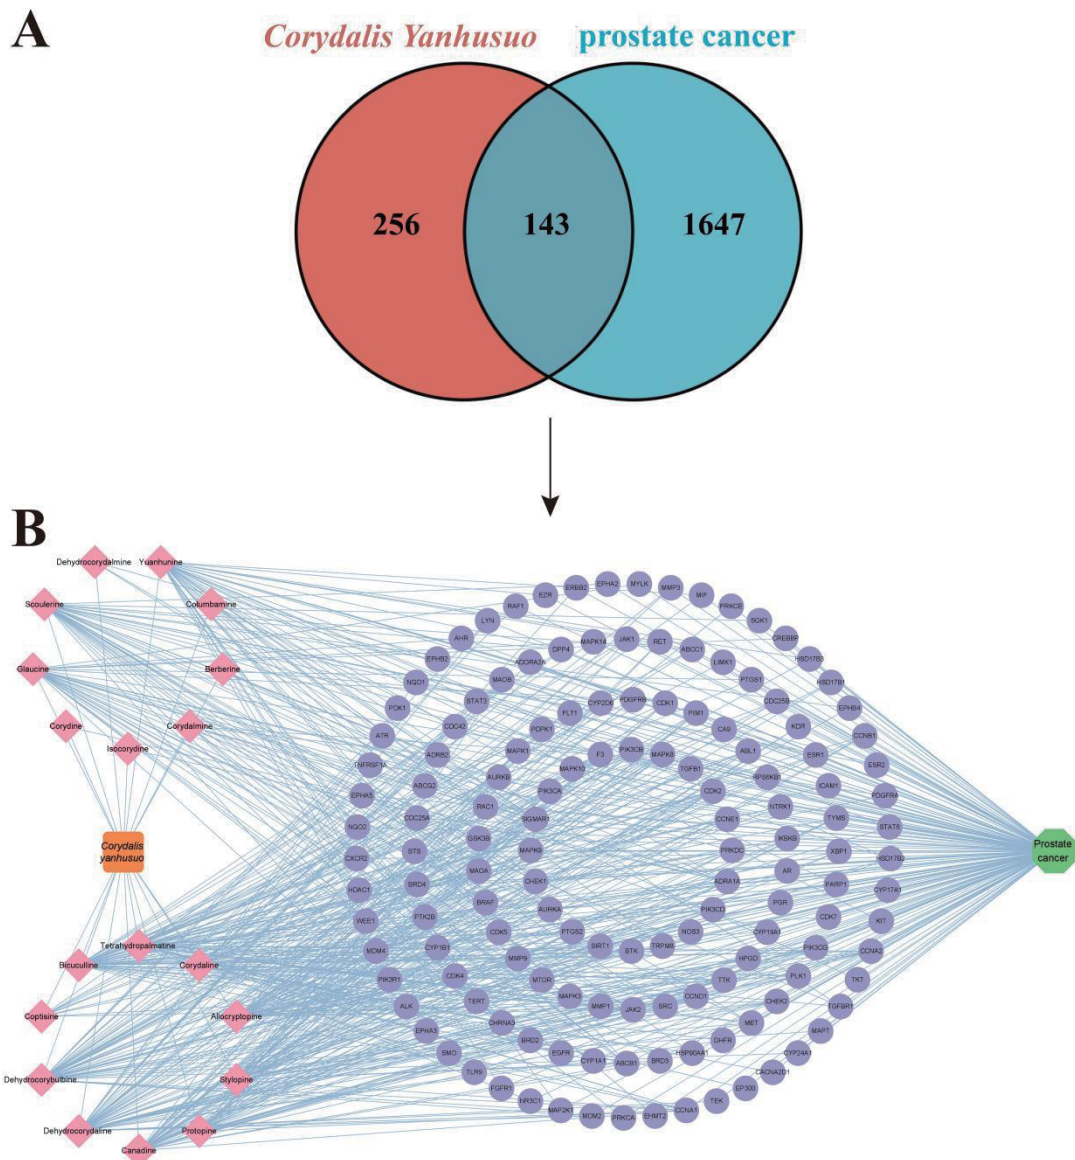 A
Corydalis Yanhusuo
prostate cancer
256
143
1647
B
Dehydrocorydalmine
Yuanhunine
Scoulerine
Columbamine
Glaucine
Berberine
Corydine
Corydalmine
Isocorydine
Corydalis
yanhusuo
Tetrahydropalmatine
Bicuculline
Corydaline
Coptisine
Allocryptopine
Dehydrocorybulbine
Stylopine
Dehydrocorydaline
Protopine
Canadine
EZR
ERBB2
EPHA2
MYLK
MMP3
MIF
PRKCE
SGK1
CREBBP
HSD17B3
HSD17B1
EPHB4
CCNB1
ESR2
PDGFRA
STAT6
HSD17B2
CYP17A1
KIT
CCNA2
TKT
TGFBR1
MAPT
CYP24A1
CACNA2D1
EP300
TEK
CCNA1
EHMT2
PRKCA
MDM2
MAP2K1
NR3C1
FGFR1
TLR9
SMO
EPHA3
ALK
PIK3R1
MDM4
WEE1
HDAC1
CXCR2
NQO2
EPHA5
TNFRSF1A
ATR
PDK1
NQO1
EPHB2
AHR
LYN
RAF1
MAPK14
JAK1
RET
ABCC1
LIMK1
PTGS1
CDC25B
KDR
ESR1
ICAM1
TYMS
XBP1
PARP1
CDK7
PIK3CG
PLK1
CHEK2
MET
DHFR
HSP90AA1
BRD3
ABCB1
CYP1A1
EGFR
BRD2
CHRNA3
TERT
CDK4
CYP1B1
PTK2B
BRD4
STS
CDC25A
ABCG2
ADRB2
CDC42
STAT3
MAOB
ADORA2A
DPP4
CYP2D6
PDGFRB
CDK1
PIM1
CA9
ABL1
RPS6KB1
NTRK1
IKBKB
AR
PGR
CYP19A1
HPGD
TTK
CCND1
SRC
JAK2
MMP1
MAPK3
MTOR
MMP9
CDK5
BRAF
MAOA
GSK3B
RAC1
AURKB
MAPK1
PDPK1
FLT1
F3
PIK3CB
MAPK8
TGFB1
CDK2
CCNE1
PRKDC
ADRA1A
PIK3CD
NOS3
TRPM8
BTK
SIRT1
PTGS2
AURKA
CHEK1
MAPK9
SIGMAR1
PIK3CA
MAPK10
Prostate
cancer